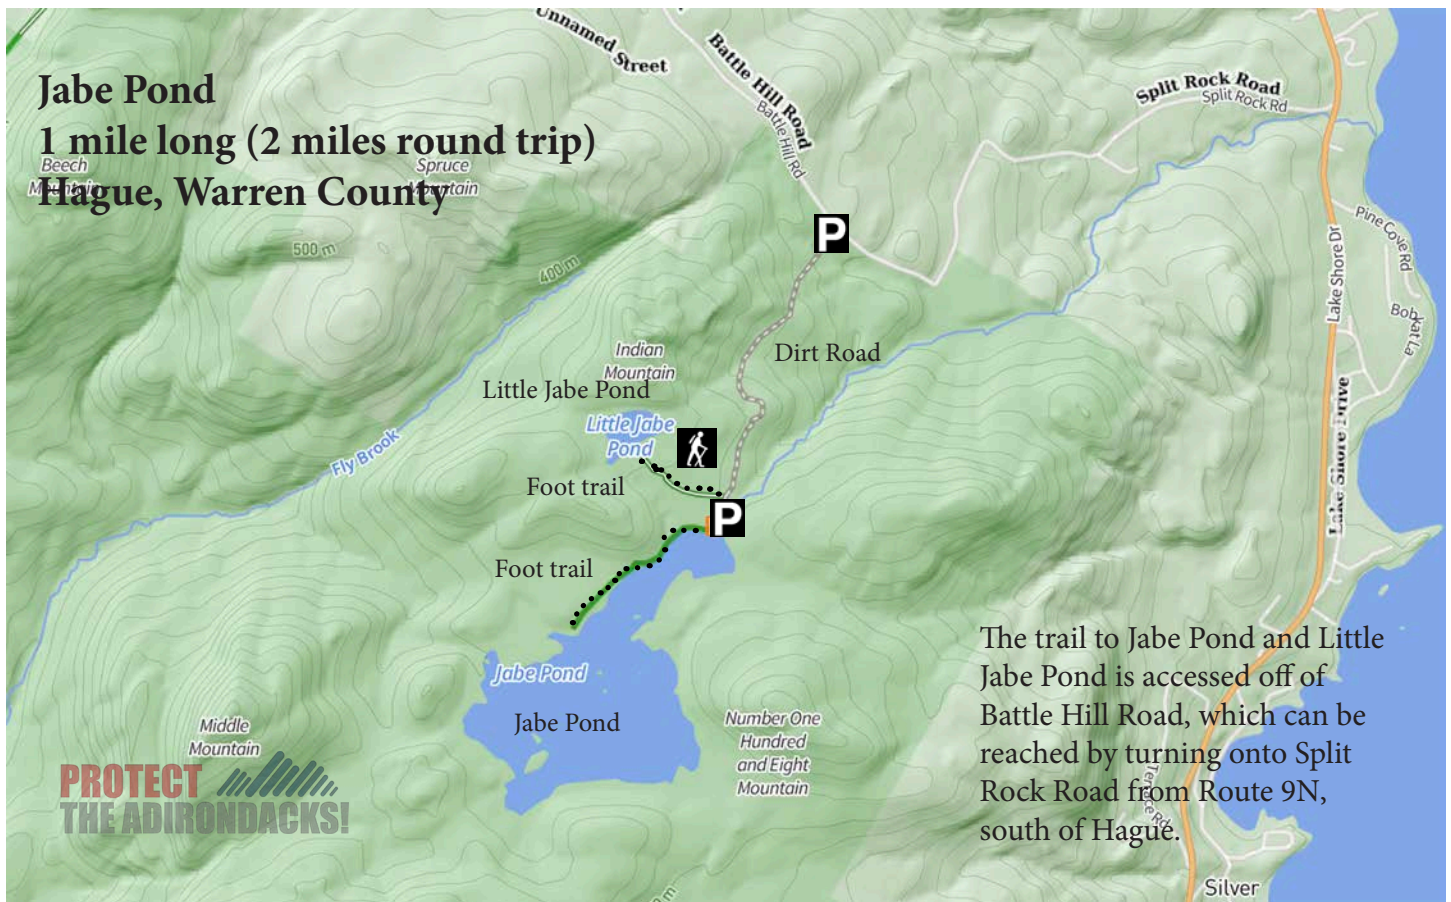 Jabe Pond
1 mile long (2 miles round trip)
Hague, Warren County
Unnamed Street
Battle Hill Road
Battle Hill Rd
Split Rock Road
Split Rock Rd
Beech
Mountain
Spruce
Mountain
500 m
400 m
P
Pine Cove Rd
Lake Shore Dr
Bobkat La
Indian
Mountain
Dirt Road
Little Jabe Pond
Little Jabe
Pond
Fly Brook
Lake Shore Drive
Foot trail
P
Foot trail
Jabe Pond
Jabe Pond
Middle
Mountain
Number One
Hundred
and Eight
Mountain
The trail to Jabe Pond and Little
Jabe Pond is accessed off of
Battle Hill Road, which can be
reached by turning onto Split
Rock Road from Route 9N,
south of Hague.
Terrace Rd
PROTECT
THE ADIRONDACKS!
Silver
m